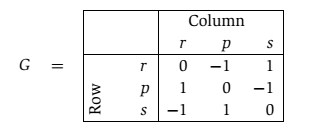 Column
r p s
G = r 0 −1 1
Row p 1 0 −1
s −1 1 0